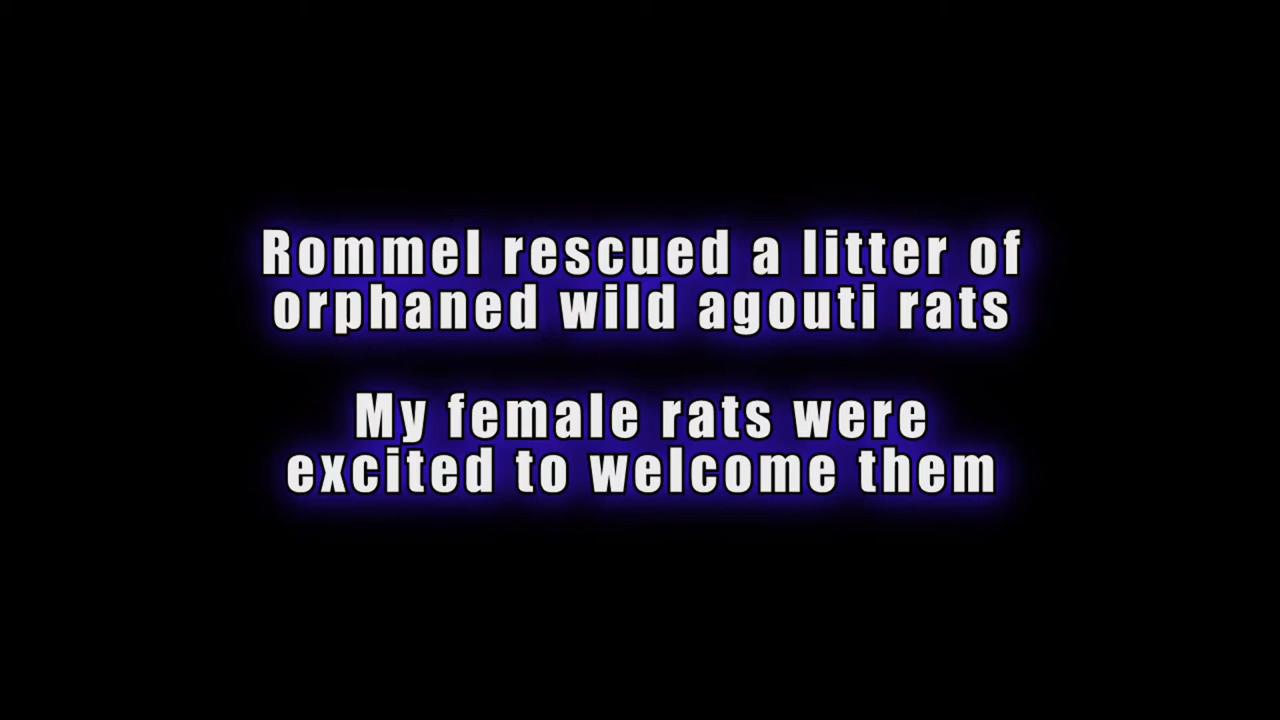 Rommel rescued a litter of
orphaned wild agouti rats
My female rats were
excited to welcome them